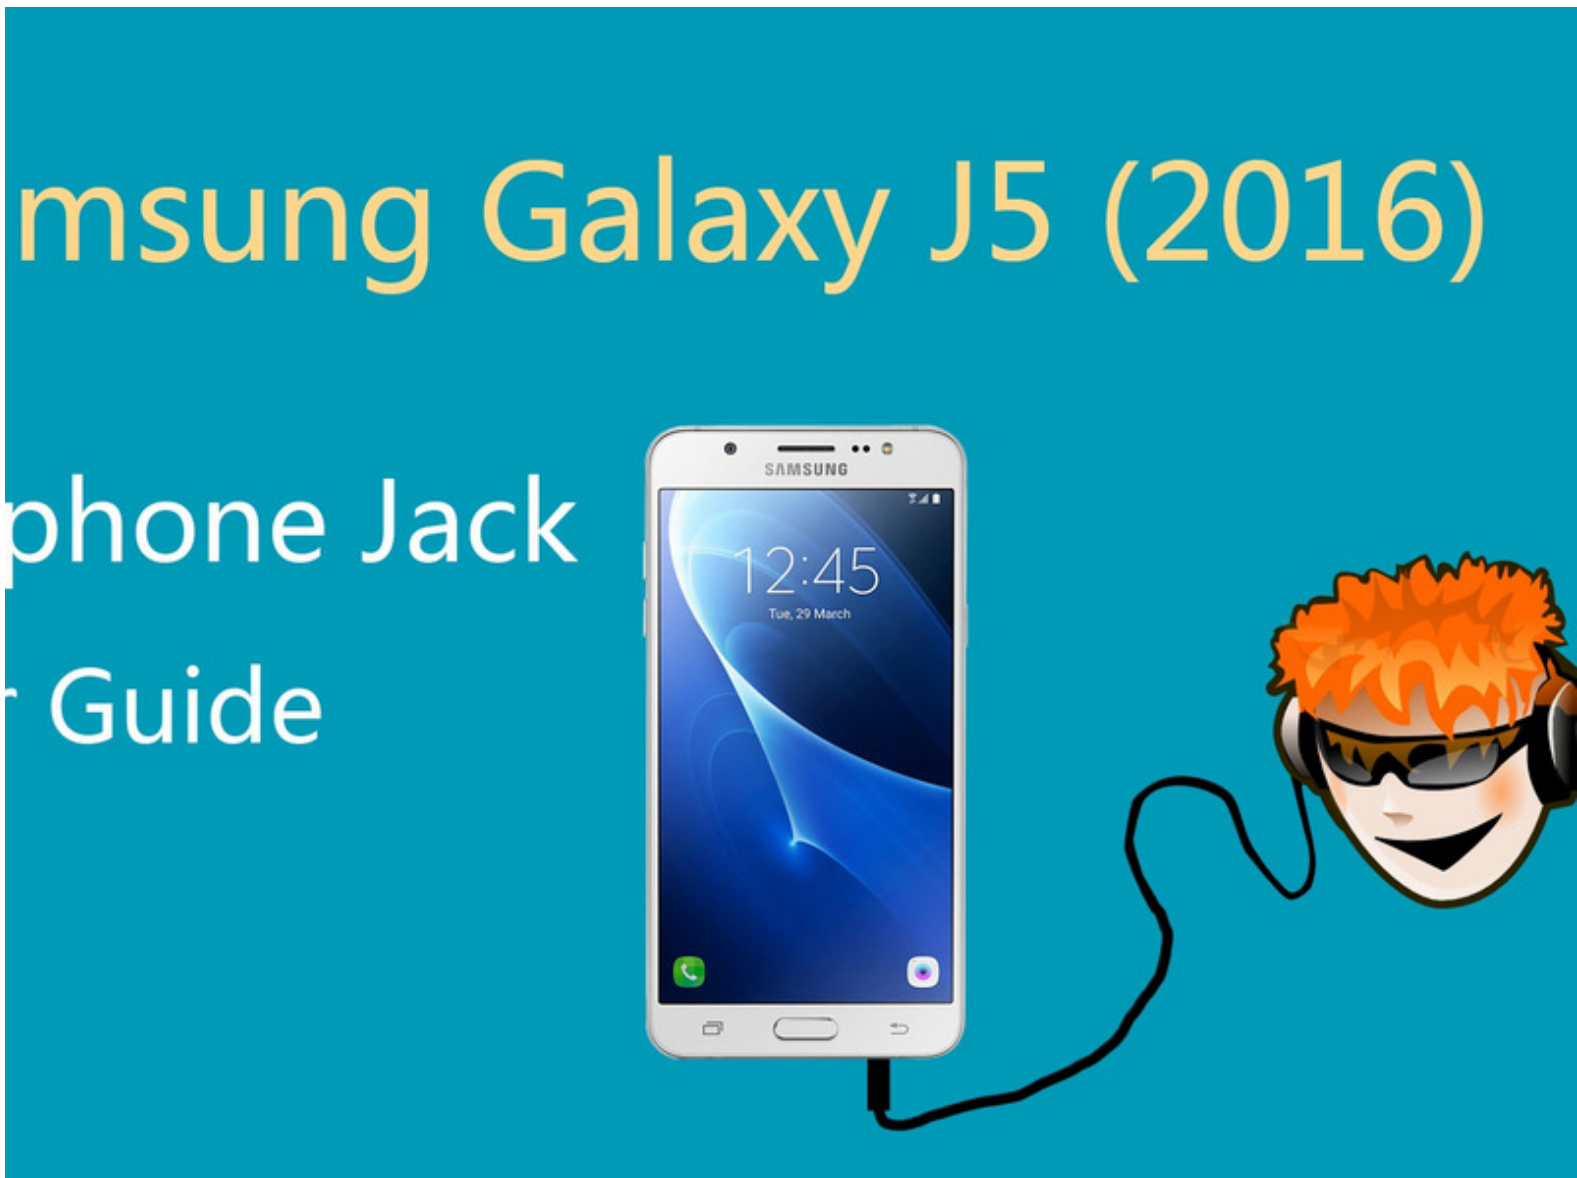 msung Galaxy J5 (2016)
phone Jack
r Guide
SAMSUNG
12:45
Tue, 29 March